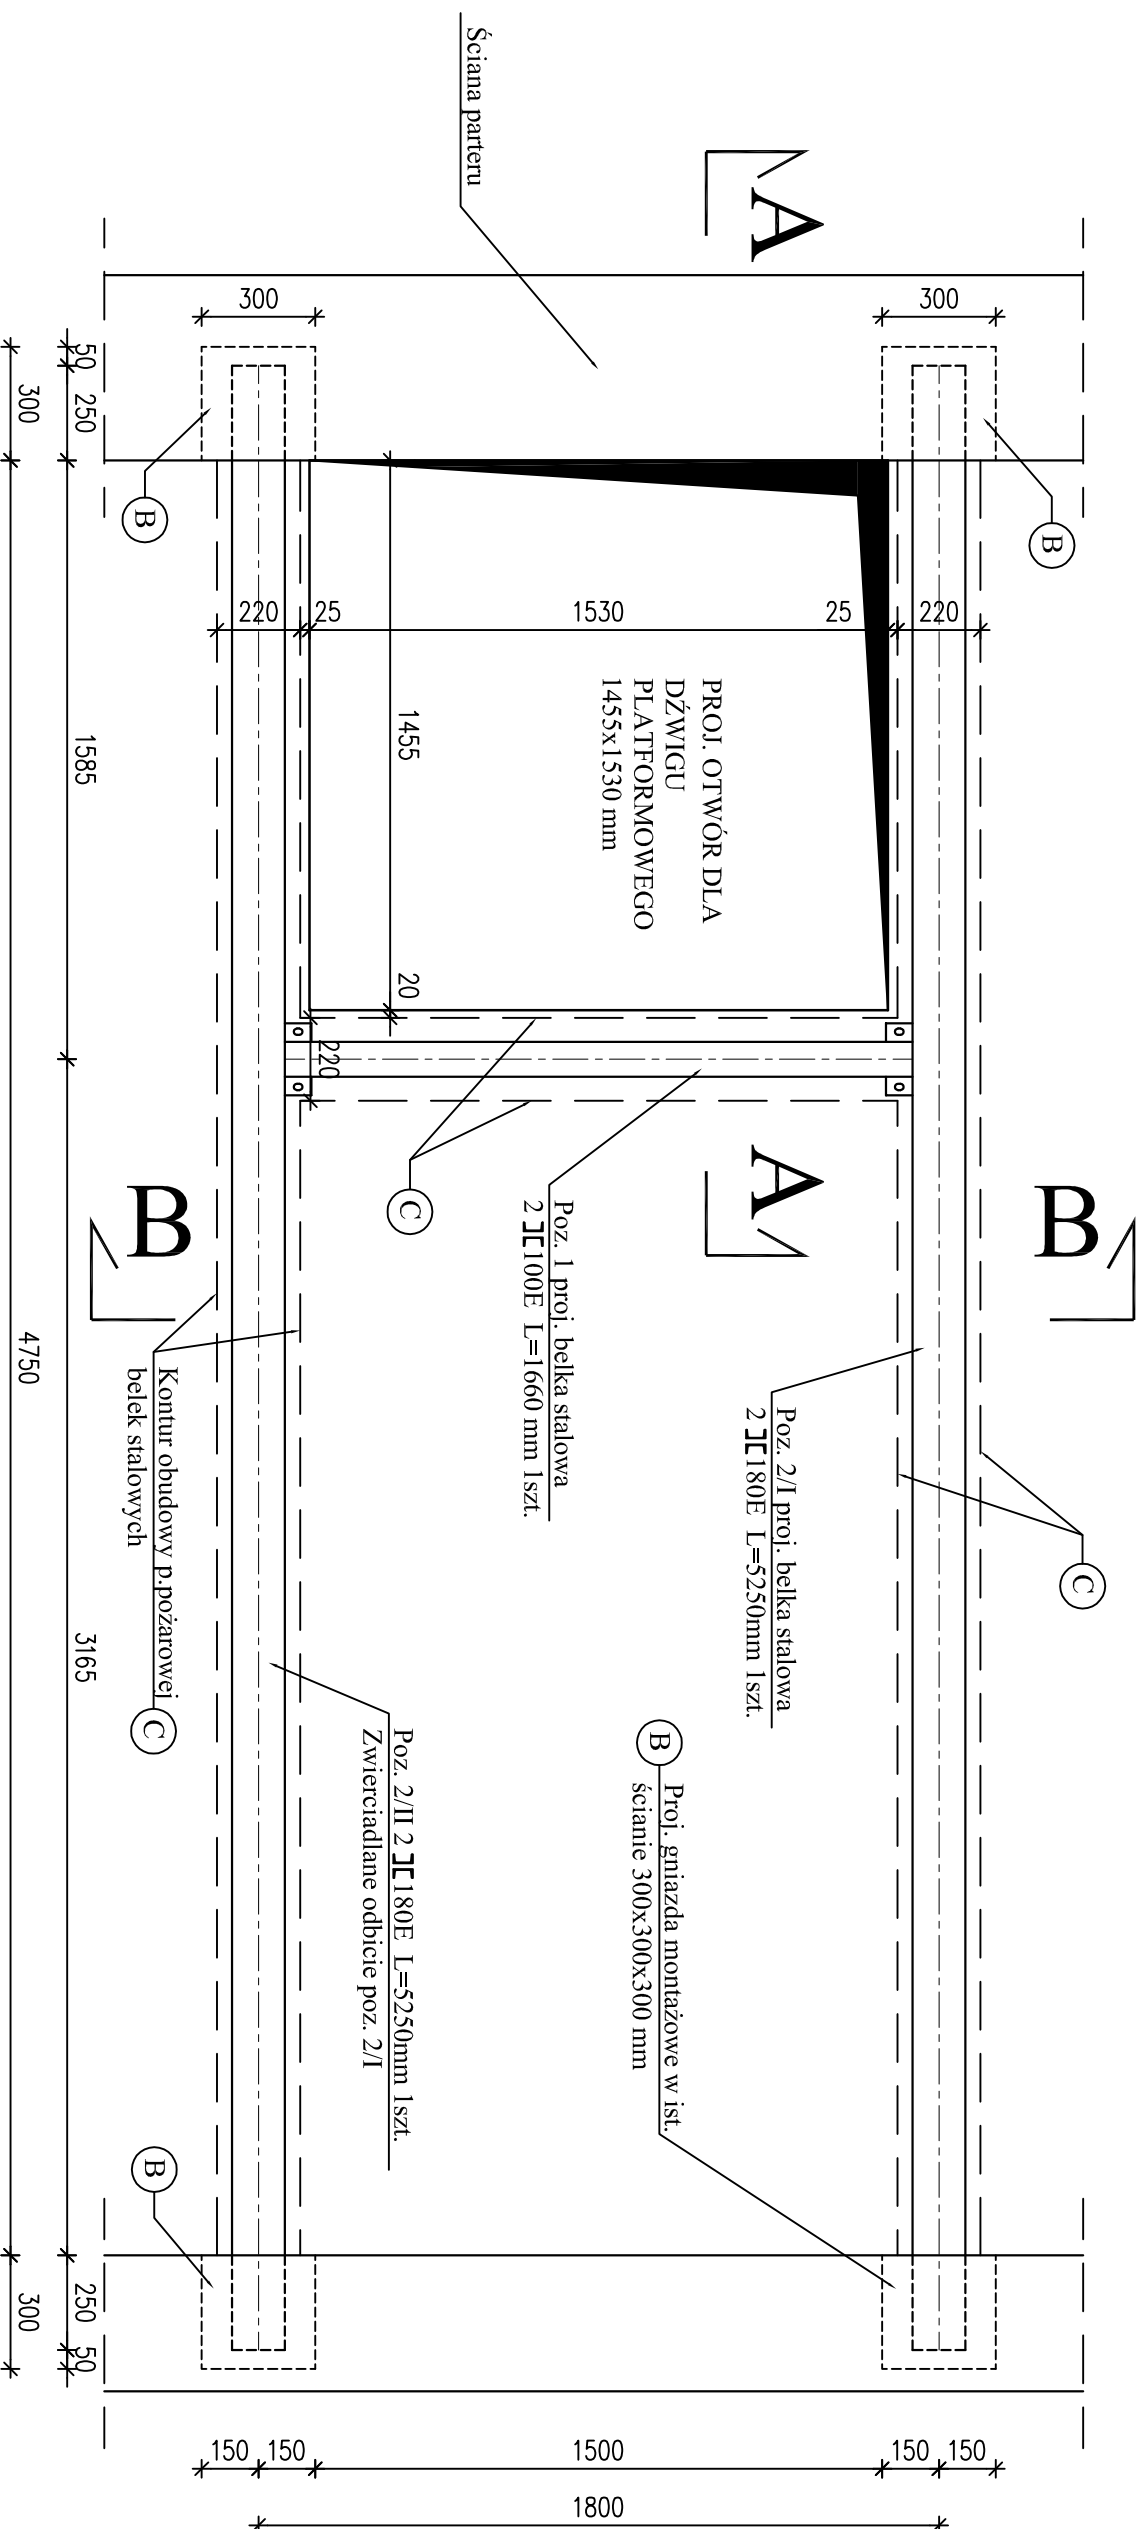 Ściana parteru
A
A
B
B
300
300
50
250
300
B
B
220
25
1530
25
220
1455
20
220
1585
3165
4750
PROJ. OTWÓR DLA
DŹWIGU
PLATFORMOWEGO
1455x1530 mm
C
Poz. 1 proj. belka stalowa
2 ][100E L=1660 mm 1szt.
Poz. 2/I proj. belka stalowa
2 ][180E L=5250mm 1szt.
C
Kontur obudowy p.pożarowej
belek stalowych
C
B
Proj. gniazda montażowe w ist.
ścianie 300x300x300 mm
Poz. 2/II 2 ][180E L=5250mm 1szt.
Zwierciadlane odbicie poz. 2/I
B
250
50
300
150
150
1500
150
150
1800